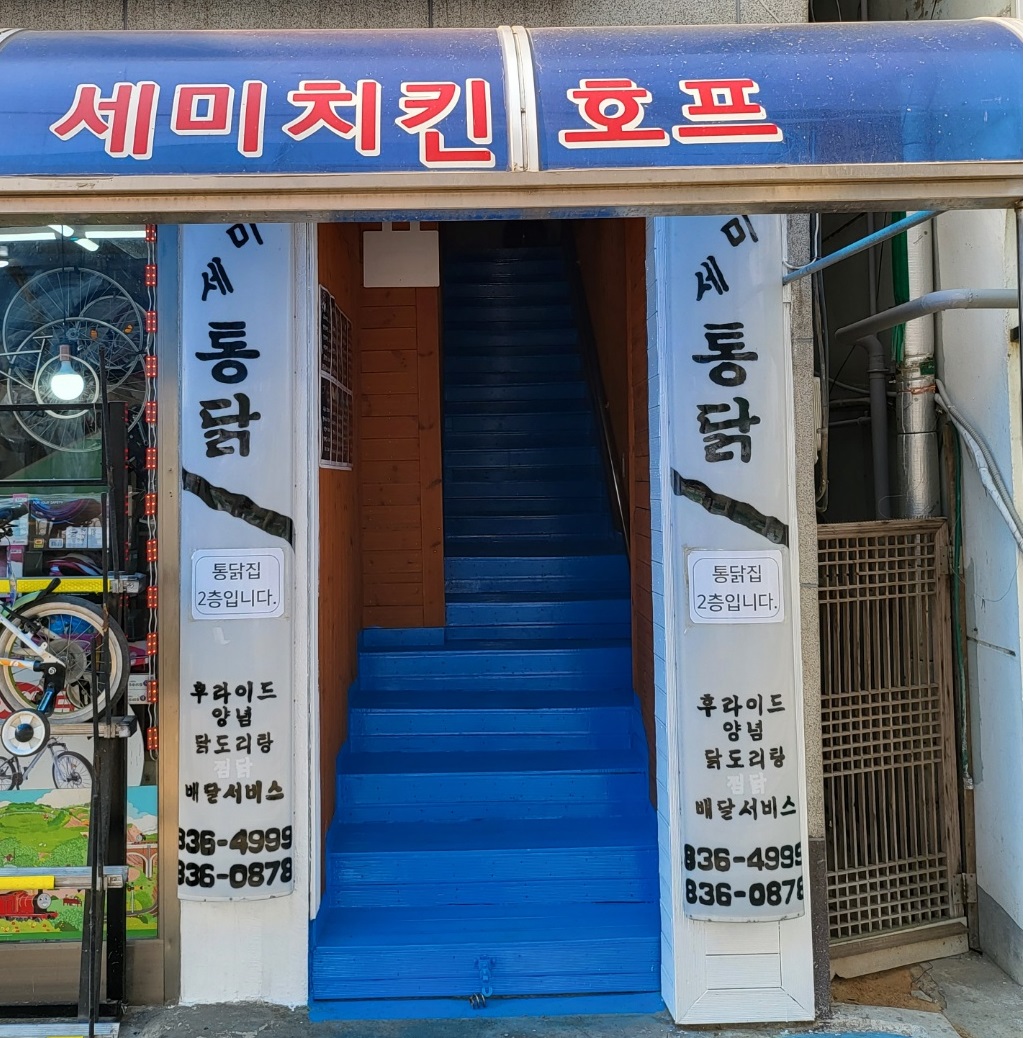 세미치킨 호프
미
세
통
닭
통닭집
2층입니다.
후라이드
양념
닭도리랑
찜닭
배달서비스
836-4999
836-0878
미
세
통
닭
통닭집
2층입니다.
후라이드
양념
닭도리랑
찜닭
배달서비스
836-4999
836-0878